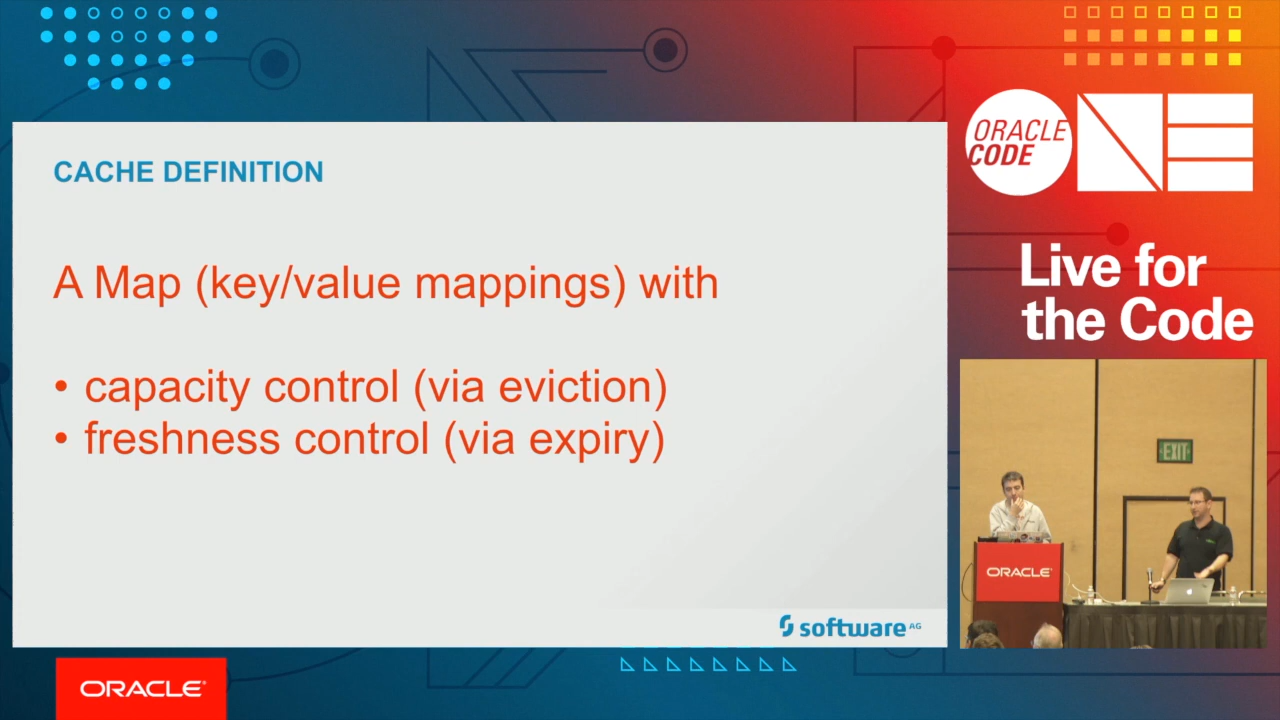 CACHE DEFINITION
A Map (key/value mappings) with
• capacity control (via eviction)
• freshness control (via expiry)
software AG
ORACLE
CODE
ONE
Live for
the Code
EXIT
ORACLE
ORACLE